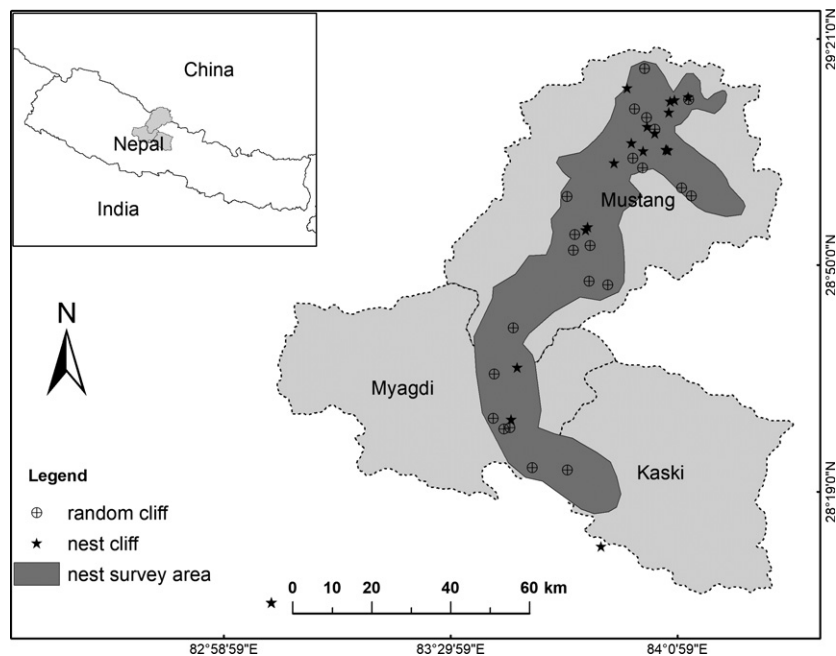 China
Nepal
India
29°21'0"N
Mustang
28°50'0"N
N
Myagdi
Kaski
28°19'0"N
Legend
random cliff
nest cliff
nest survey area
0 10 20 40 60 km
82°58'59"E 83°29'59"E 84°0'59"E